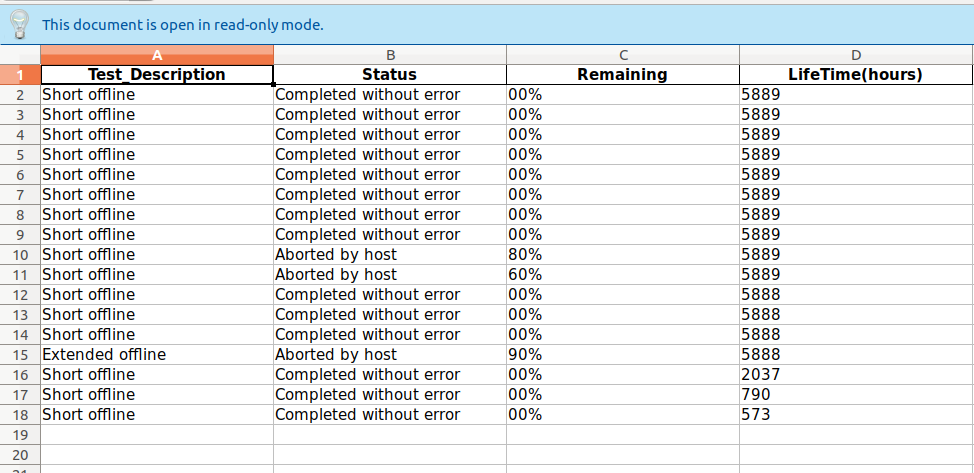 This document is open in read-only mode.
A B C D
1 Test_Description Status Remaining LifeTime(hours)
2 Short offline Completed without error 00% 5889
3 Short offline Completed without error 00% 5889
4 Short offline Completed without error 00% 5889
5 Short offline Completed without error 00% 5889
6 Short offline Completed without error 00% 5889
7 Short offline Completed without error 00% 5889
8 Short offline Completed without error 00% 5889
9 Short offline Completed without error 00% 5889
10 Short offline Aborted by host 80% 5889
11 Short offline Aborted by host 60% 5889
12 Short offline Completed without error 00% 5888
13 Short offline Completed without error 00% 5888
14 Short offline Completed without error 00% 5888
15 Extended offline Aborted by host 90% 5888
16 Short offline Completed without error 00% 2037
17 Short offline Completed without error 00% 790
18 Short offline Completed without error 00% 573
19
20